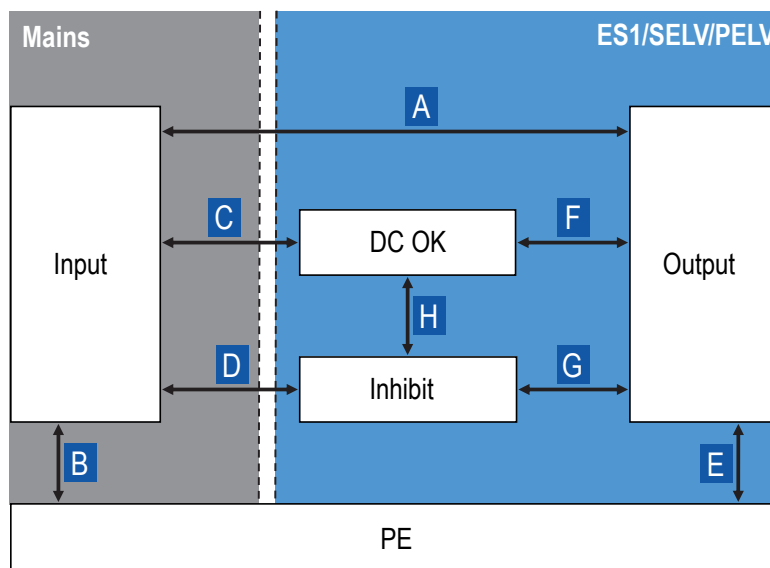 Mains
ES1/SELV/PELV
A
C
F
DC OK
Input
Output
H
D
G
Inhibit
B
E
PE